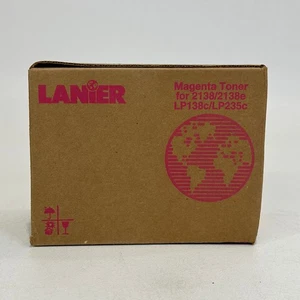 LANIER
Magenta Toner
for 2138/2138e
LP138c/LP235c